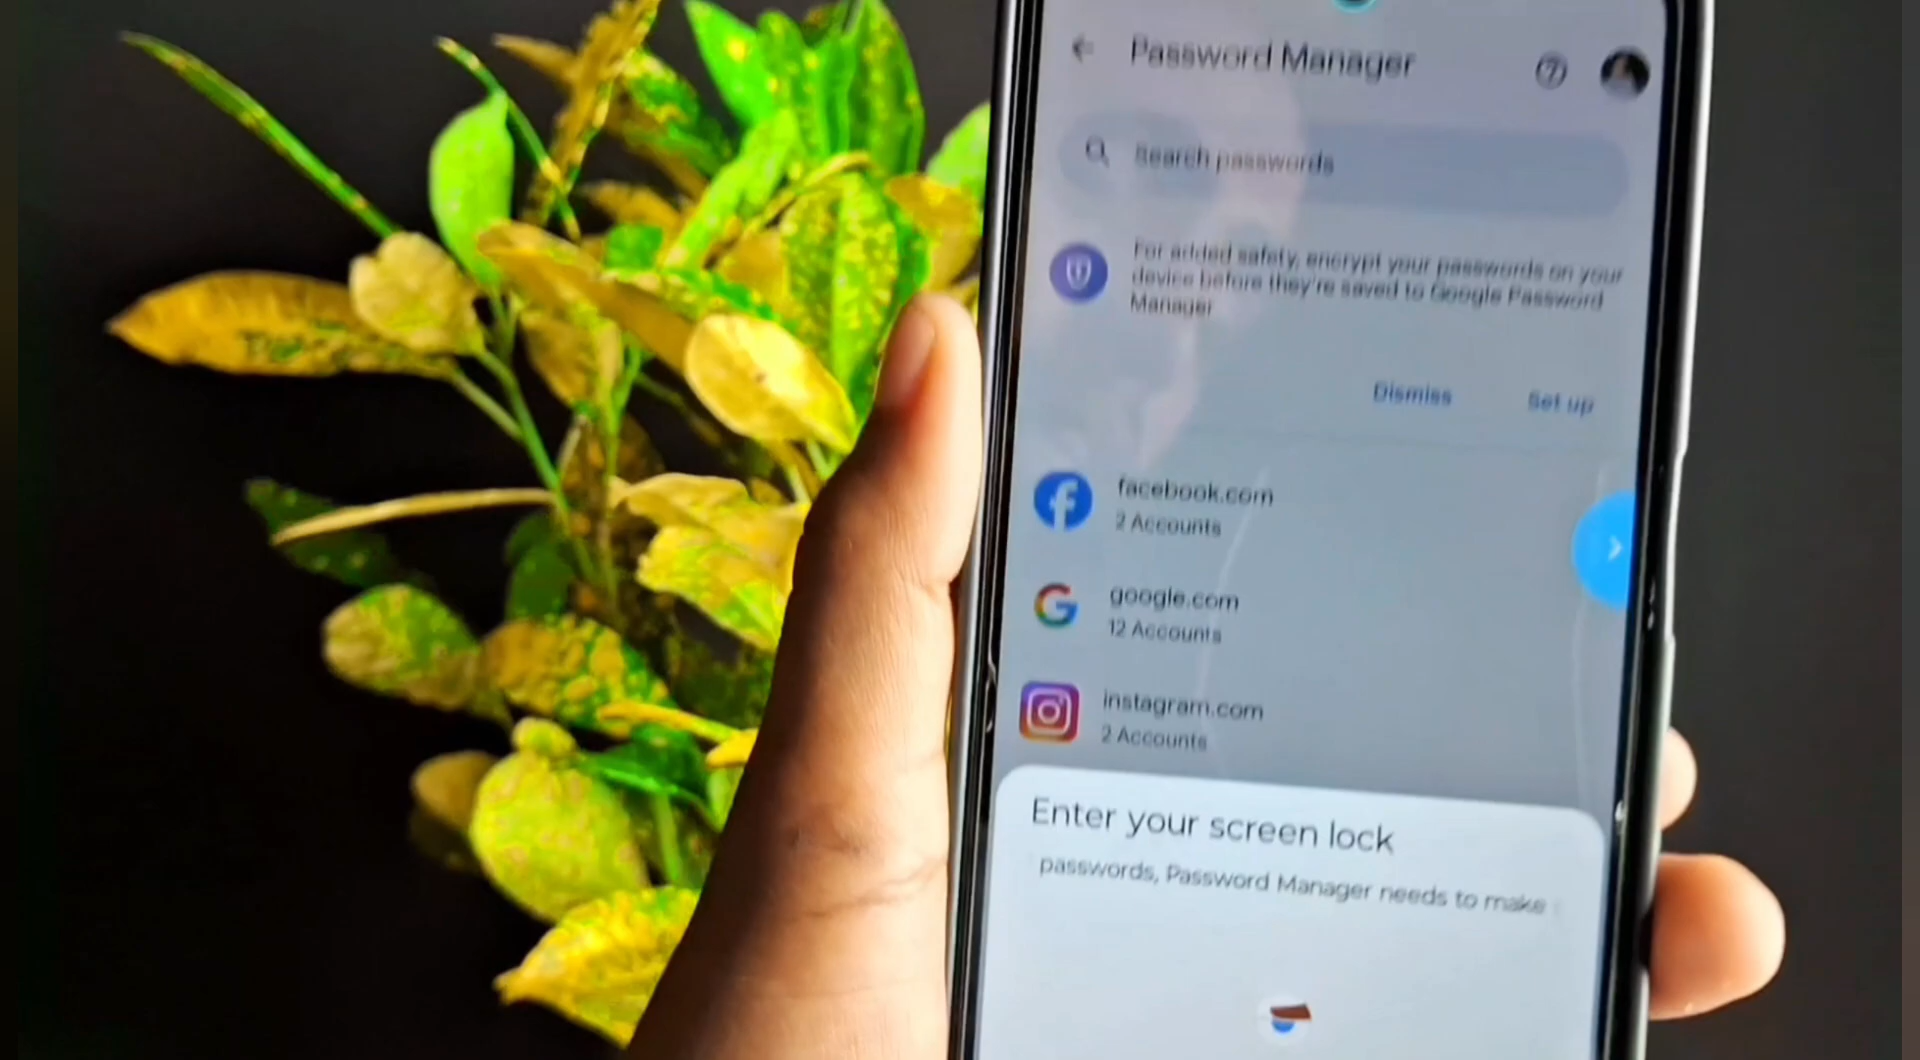 Password Manager
Search passwords
For added safety, encrypt your passwords on your
device before they're saved to Google Password
Manager
Dismiss
Set up
facebook.com
2 Accounts
google.com
12 Accounts
instagram.com
2 Accounts
Enter your screen lock
passwords, Password Manager needs to make